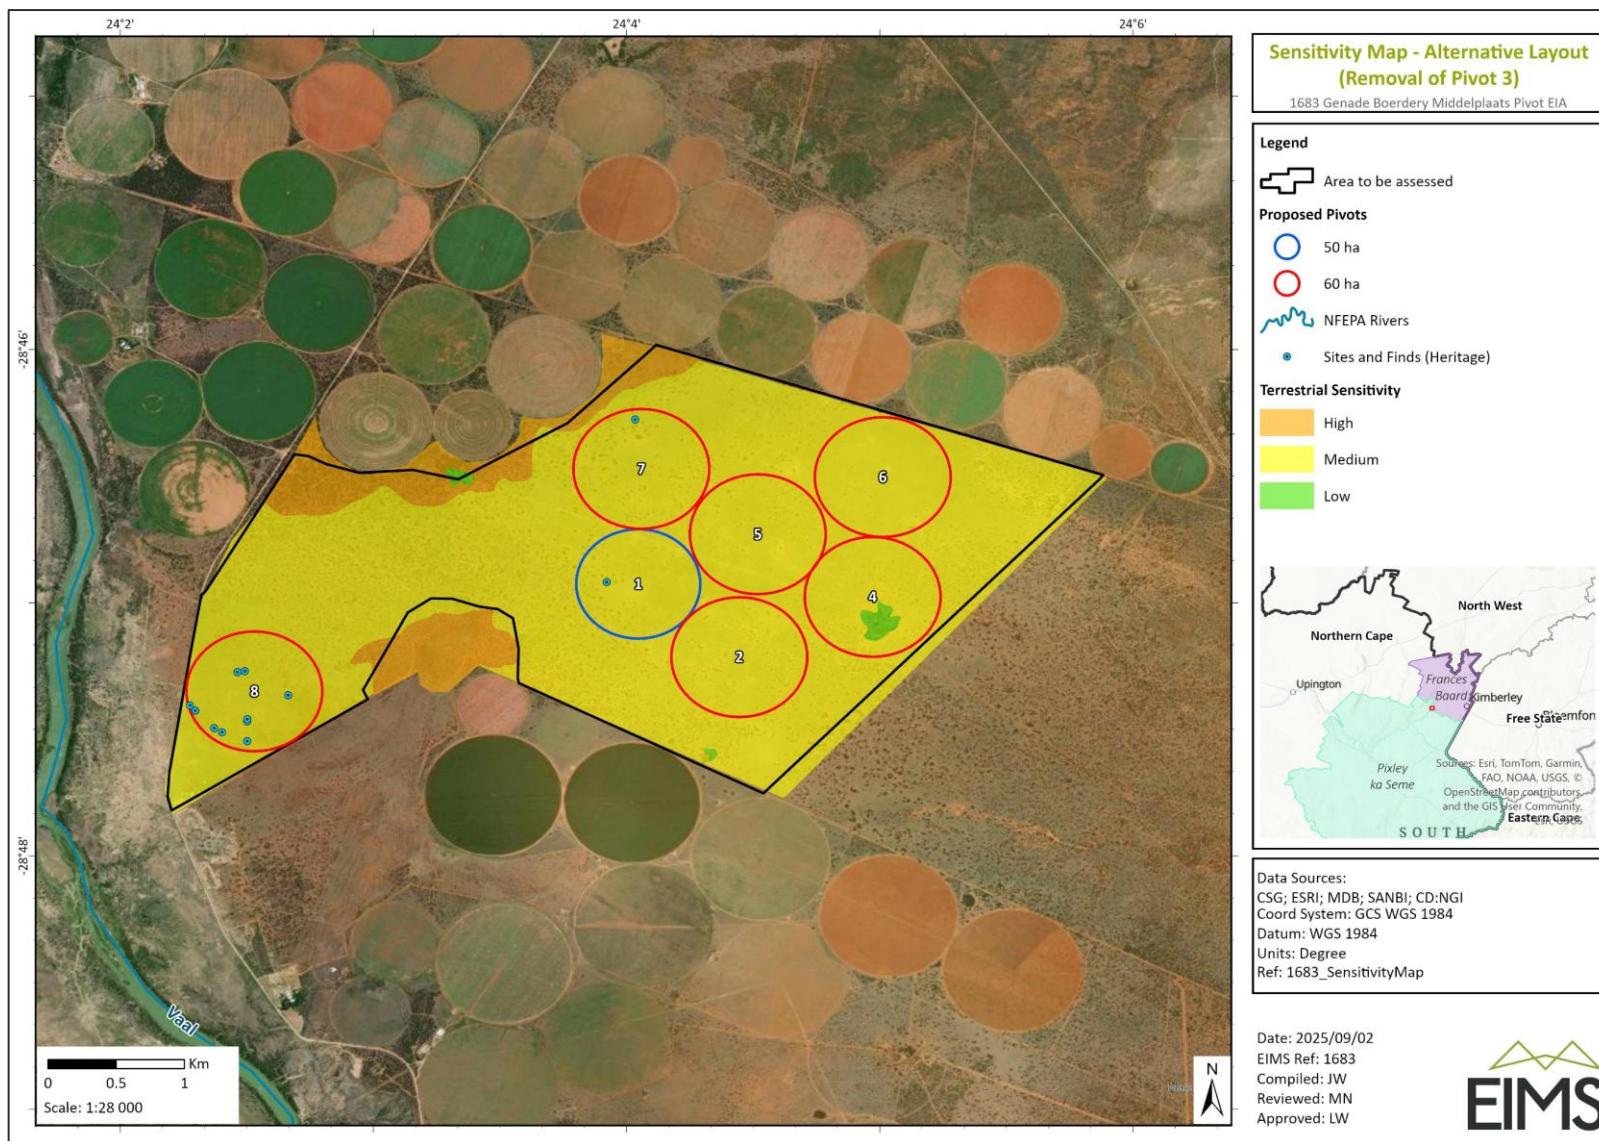 24°2'
24°4'
24°6'
-28°46'
-28°48'
7
6
5
1
4
2
8
Vaal
Km
0 0.5 1
Scale: 1:28 000
N
Sensitivity Map - Alternative Layout
(Removal of Pivot 3)
1683 Genade Boerdery Middelplaats Pivot EIA
Legend
Area to be assessed
Proposed Pivots
50 ha
60 ha
NFEPA Rivers
Sites and Finds (Heritage)
Terrestrial Sensitivity
High
Medium
Low
North West
Northern Cape
Upington
Frances
Baard
Kimberley
Free State
Pixley
ka Seme
Sources: Esri, TomTom, Garmin,
FAO, NOAA, USGS, ©
OpenStreetMap contributors,
and the GIS User Community,
Eastern Cape
SOUTH
Data Sources:
CSG; ESRI; MDB; SANBI; CD:NGI
Coord System: GCS WGS 1984
Datum: WGS 1984
Units: Degree
Ref: 1683_SensitivityMap
Date: 2025/09/02
EIMS Ref: 1683
Compiled: JW
Reviewed: MN
Approved: LW
EIMS